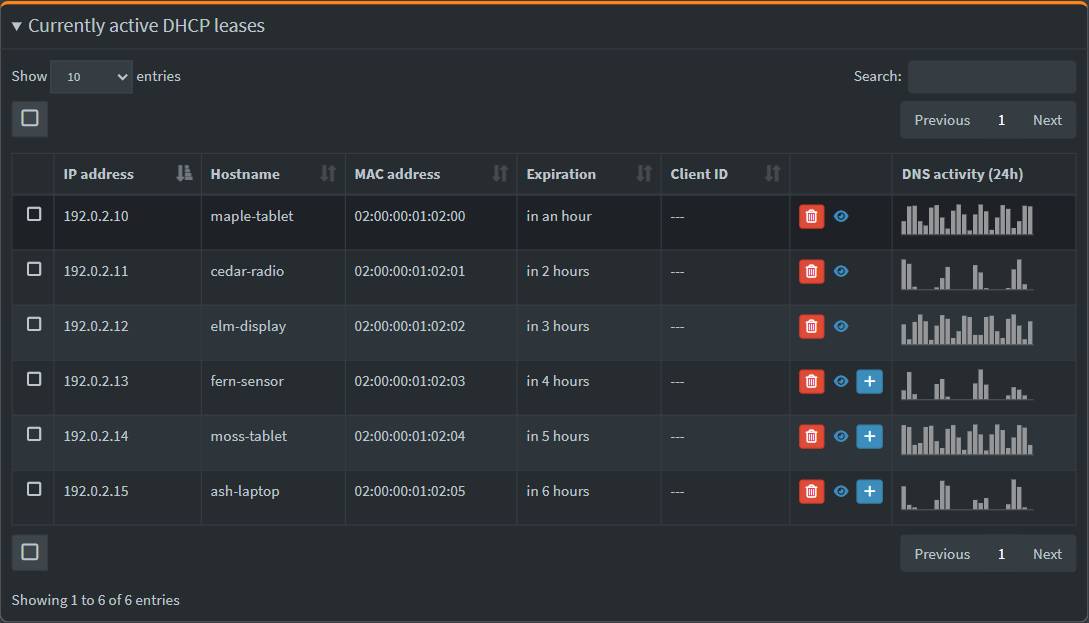 Currently active DHCP leases
Show 10 entries Search:
Previous 1 Next
IP address Hostname MAC address Expiration Client ID DNS activity (24h)
192.0.2.10 maple-tablet 02:00:00:01:02:00 in an hour ---
192.0.2.11 cedar-radio 02:00:00:01:02:01 in 2 hours ---
192.0.2.12 elm-display 02:00:00:01:02:02 in 3 hours ---
192.0.2.13 fern-sensor 02:00:00:01:02:03 in 4 hours ---
192.0.2.14 moss-tablet 02:00:00:01:02:04 in 5 hours ---
192.0.2.15 ash-laptop 02:00:00:01:02:05 in 6 hours ---
Previous 1 Next
Showing 1 to 6 of 6 entries